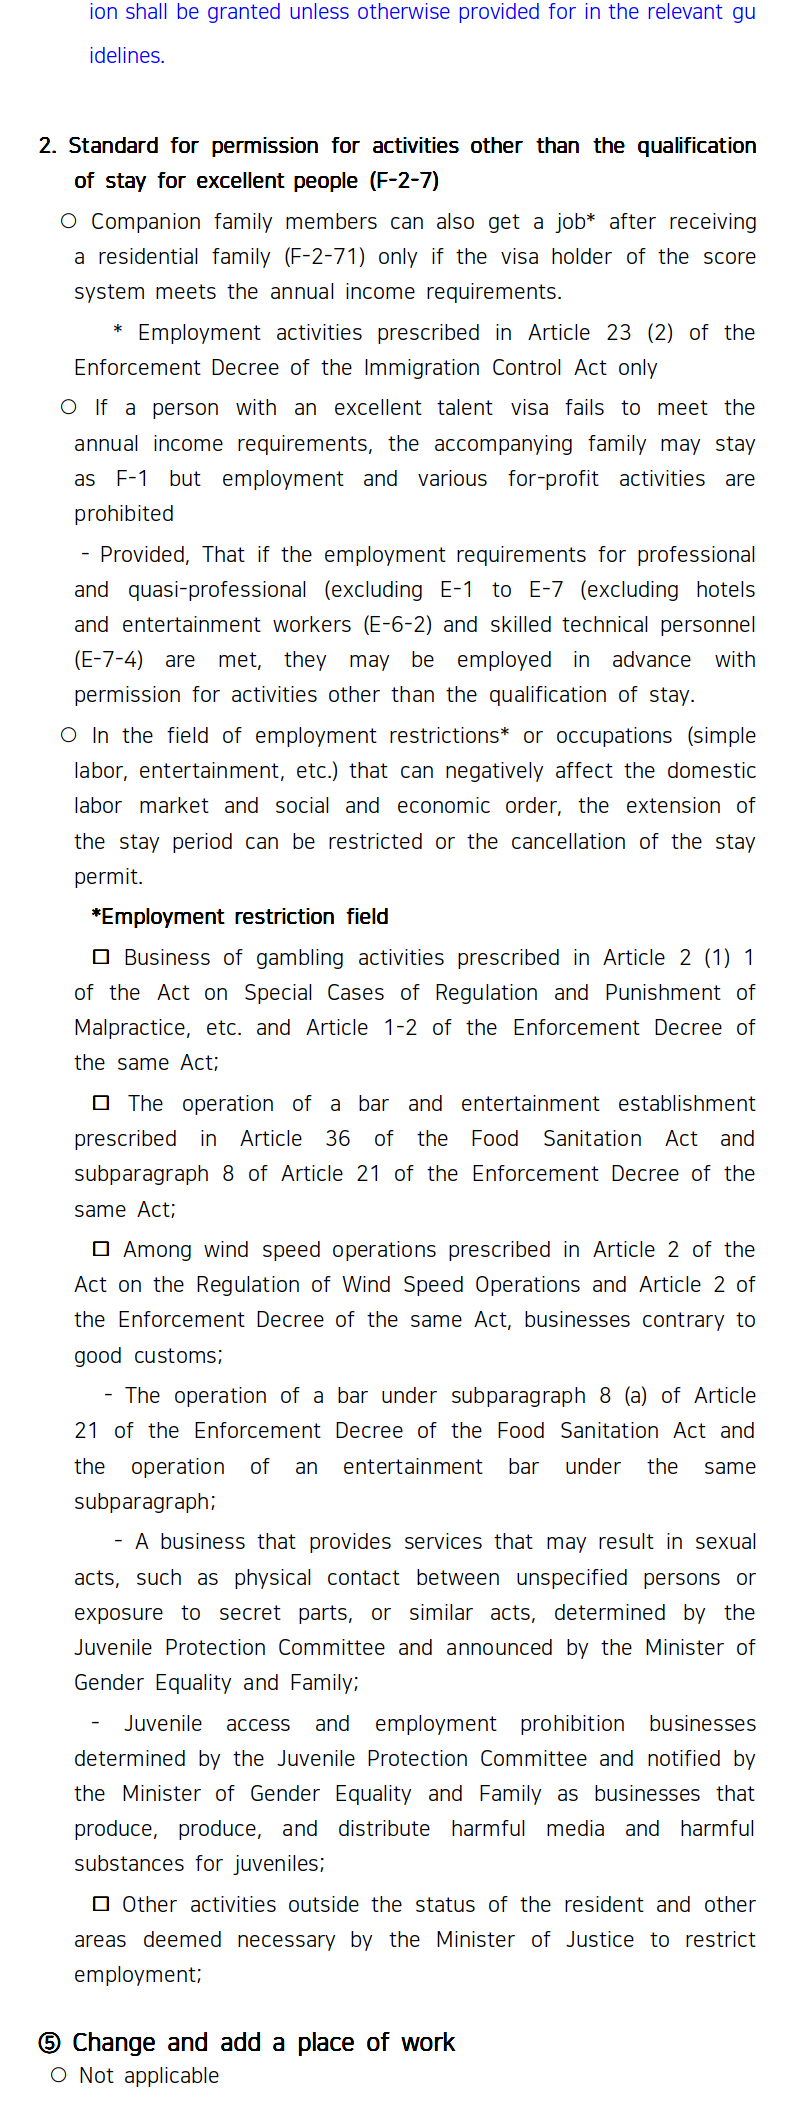 ion shall be granted unless otherwise provided for in the relevant gu
idelines.
2. Standard for permission for activities other than the qualification
of stay for excellent people (F-2-7)
○ Companion family members can also get a job* after receiving
a residential family (F-2-71) only if the visa holder of the score
system meets the annual income requirements.
* Employment activities prescribed in Article 23 (2) of the
Enforcement Decree of the Immigration Control Act only
○ If a person with an excellent talent visa fails to meet the
annual income requirements, the accompanying family may stay
as F-1 but employment and various for-profit activities are
prohibited
- Provided, That if the employment requirements for professional
and quasi-professional (excluding E-1 to E-7 (excluding hotels
and entertainment workers (E-6-2) and skilled technical personnel
(E-7-4) are met, they may be employed in advance with
permission for activities other than the qualification of stay.
○ In the field of employment restrictions* or occupations (simple
labor, entertainment, etc.) that can negatively affect the domestic
labor market and social and economic order, the extension of
the stay period can be restricted or the cancellation of the stay
permit.
*Employment restriction field
□ Business of gambling activities prescribed in Article 2 (1) 1
of the Act on Special Cases of Regulation and Punishment of
Malpractice, etc. and Article 1-2 of the Enforcement Decree of
the same Act;
□ The operation of a bar and entertainment establishment
prescribed in Article 36 of the Food Sanitation Act and
subparagraph 8 of Article 21 of the Enforcement Decree of the
same Act;
□ Among wind speed operations prescribed in Article 2 of the
Act on the Regulation of Wind Speed Operations and Article 2 of
the Enforcement Decree of the same Act, businesses contrary to
good customs;
- The operation of a bar under subparagraph 8 (a) of Article
21 of the Enforcement Decree of the Food Sanitation Act and
the operation of an entertainment bar under the same
subparagraph;
- A business that provides services that may result in sexual
acts, such as physical contact between unspecified persons or
exposure to secret parts, or similar acts, determined by the
Juvenile Protection Committee and announced by the Minister of
Gender Equality and Family;
- Juvenile access and employment prohibition businesses
determined by the Juvenile Protection Committee and notified by
the Minister of Gender Equality and Family as businesses that
produce, produce, and distribute harmful media and harmful
substances for juveniles;
□ Other activities outside the status of the resident and other
areas deemed necessary by the Minister of Justice to restrict
employment;
⑤ Change and add a place of work
○ Not applicable